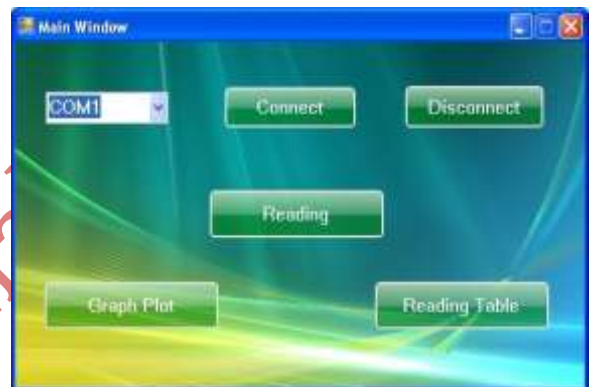 Main Window
COM1
Connect
Disconnect
Reading
Graph Plot
Reading Table